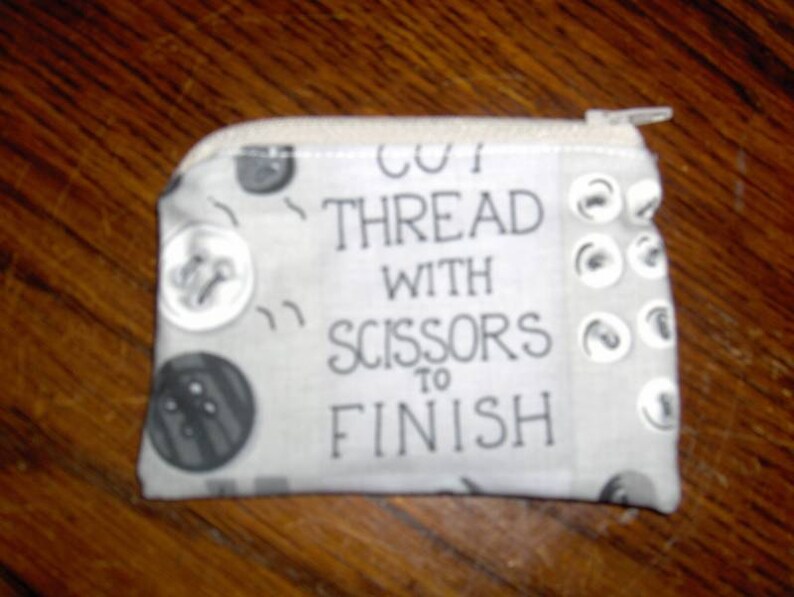 CUT
THREAD
WITH
SCISSORS
TO
FINISH